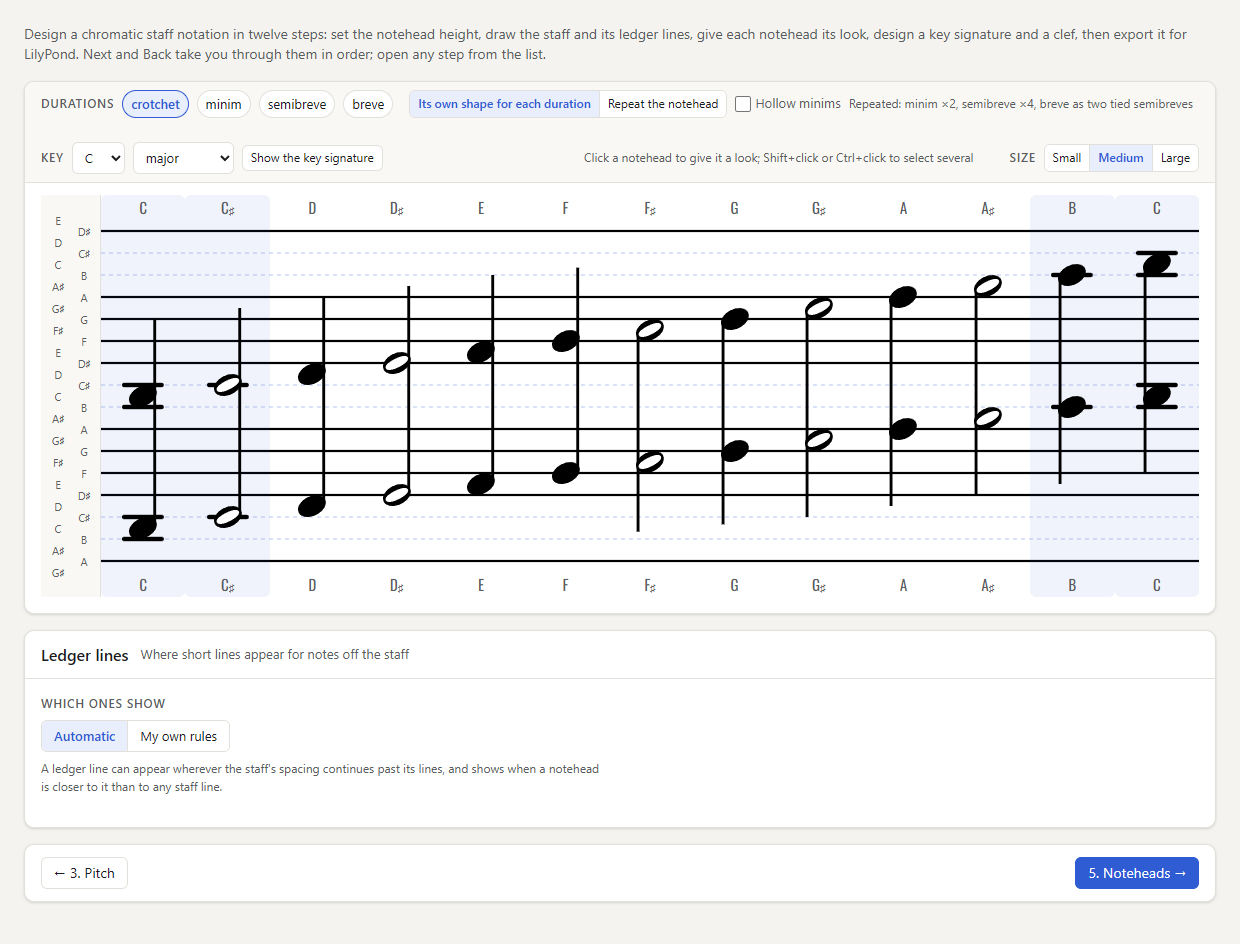 Design a chromatic staff notation in twelve steps: set the notehead height, draw the staff and its ledger lines, give each notehead its look, design a key signature and a clef, then export it for
LilyPond. Next and Back take you through them in order; open any step from the list.
DURATIONS crotchet minim semibreve breve Its own shape for each duration Repeat the notehead Hollow minims Repeated: minim ×2, semibreve ×4, breve as two tied semibreves
KEY C major Show the key signature Click a notehead to give it a look; Shift+click or Ctrl+click to select several SIZE Small Medium Large
C C♯ D D♯ E F F♯ G G♯ A A♯ B C
E
D♯
D
C♯
C
B
A♯
A
G♯
G
F♯
F
E
D♯
D
C♯
C
B
A♯
A
G♯
G
F♯
F
E
D♯
D
C♯
C
B
A♯
A
G♯
C C♯ D D♯ E F F♯ G G♯ A A♯ B C
Ledger lines Where short lines appear for notes off the staff
WHICH ONES SHOW
Automatic My own rules
A ledger line can appear wherever the staff's spacing continues past its lines, and shows when a notehead
is closer to it than to any staff line.
← 3. Pitch 5. Noteheads →